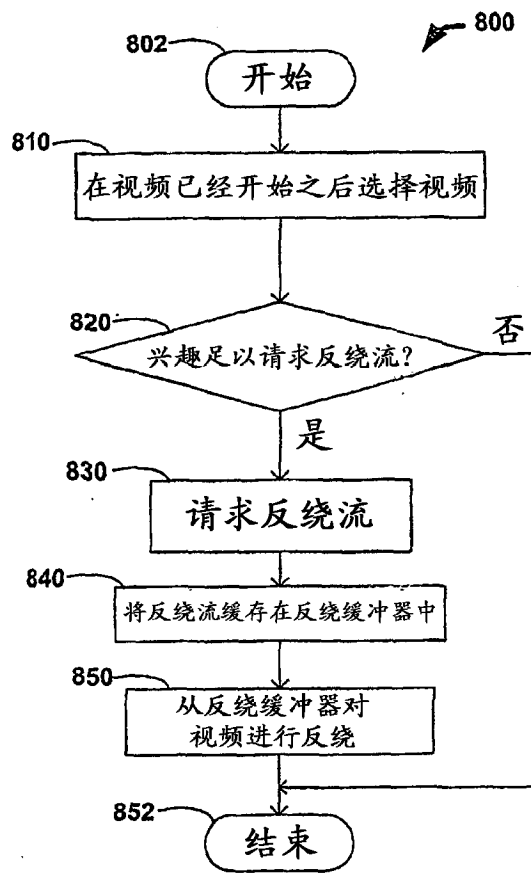 800
802
开始
810
在视频已经开始之后选择视频
820
兴趣足以请求反绕流?
否
是
830
请求反绕流
840
将反绕流缓存在反绕缓冲器中
850
从反绕缓冲器对
视频进行反绕
852
结束